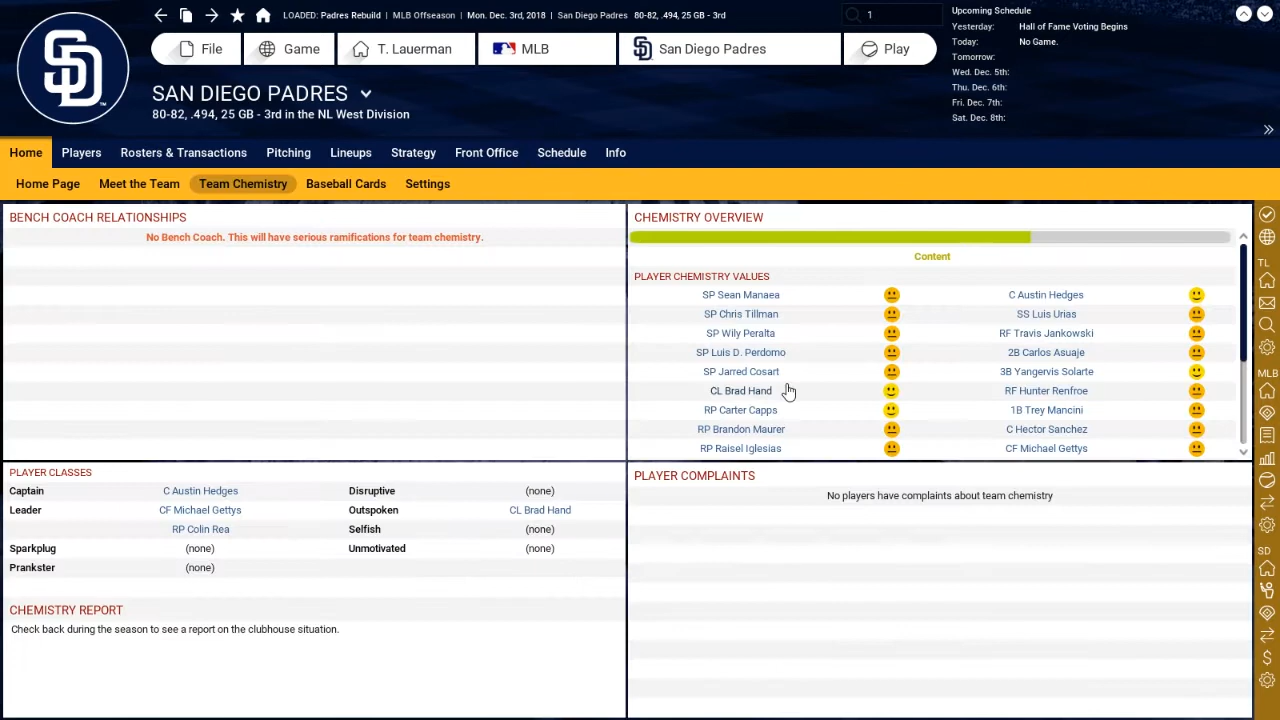 LOADED: Padres Rebuild | MLB Offseason | Mon. Dec. 3rd, 2018 | San Diego Padres 80-82, .494, 25 GB - 3rd
1
File
Game
T. Lauerman
MLB
San Diego Padres
Play
Upcoming Schedule
Yesterday: Hall of Fame Voting Begins
Today: No Game.
Tomorrow:
Wed. Dec. 5th:
Thu. Dec. 6th:
Fri. Dec. 7th:
Sat. Dec. 8th:
SD
SAN DIEGO PADRES
80-82, .494, 25 GB - 3rd in the NL West Division
Home Players Rosters & Transactions Pitching Lineups Strategy Front Office Schedule Info
Home Page Meet the Team Team Chemistry Baseball Cards Settings
BENCH COACH RELATIONSHIPS
No Bench Coach. This will have serious ramifications for team chemistry.
CHEMISTRY OVERVIEW
Content
PLAYER CHEMISTRY VALUES
SP Sean Manaea C Austin Hedges
SP Chris Tillman SS Luis Urias
SP Wily Peralta RF Travis Jankowski
SP Luis D. Perdomo 2B Carlos Asuaje
SP Jarred Cosart 3B Yangervis Solarte
CL Brad Hand RF Hunter Renfroe
RP Carter Capps 1B Trey Mancini
RP Brandon Maurer C Hector Sanchez
RP Raisel Iglesias CF Michael Gettys
PLAYER CLASSES
Captain C Austin Hedges Disruptive (none)
Leader CF Michael Gettys Outspoken CL Brad Hand
RP Colin Rea Selfish (none)
Sparkplug (none) Unmotivated (none)
Prankster (none)
CHEMISTRY REPORT
Check back during the season to see a report on the clubhouse situation.
PLAYER COMPLAINTS
No players have complaints about team chemistry
TL
MLB
SD
$